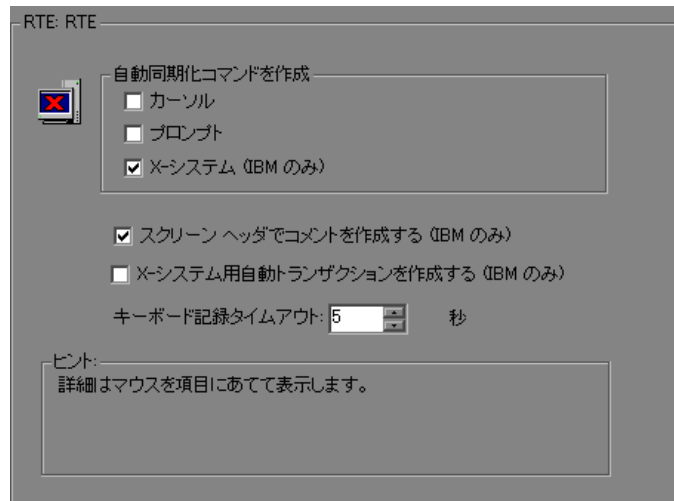 RTE: RTE
自動同期化コマンドを作成
カーソル
プロンプト
X-システム (IBM のみ)
スクリーン ヘッダでコメントを作成する (IBM のみ)
X-システム用自動トランザクションを作成する (IBM のみ)
キーボード記録タイムアウト: 5 秒
ヒント:
詳細はマウスを項目にあてて表示します。